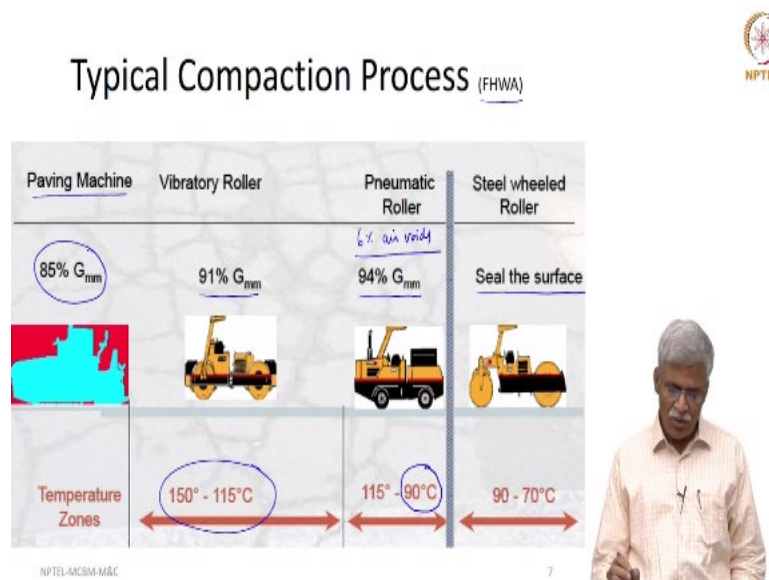 Typical Compaction Process (FHWA)
NPTEL
Paving Machine
Vibratory Roller
Pneumatic
Roller
Steel wheeled
Roller
6% air voids
85% Gmm
91% Gmm
94% Gmm
Seal the surface
Temperature
Zones
150° - 115°C
115° - 90°C
90 - 70°C
NPTEL-MCBM-M&C
7